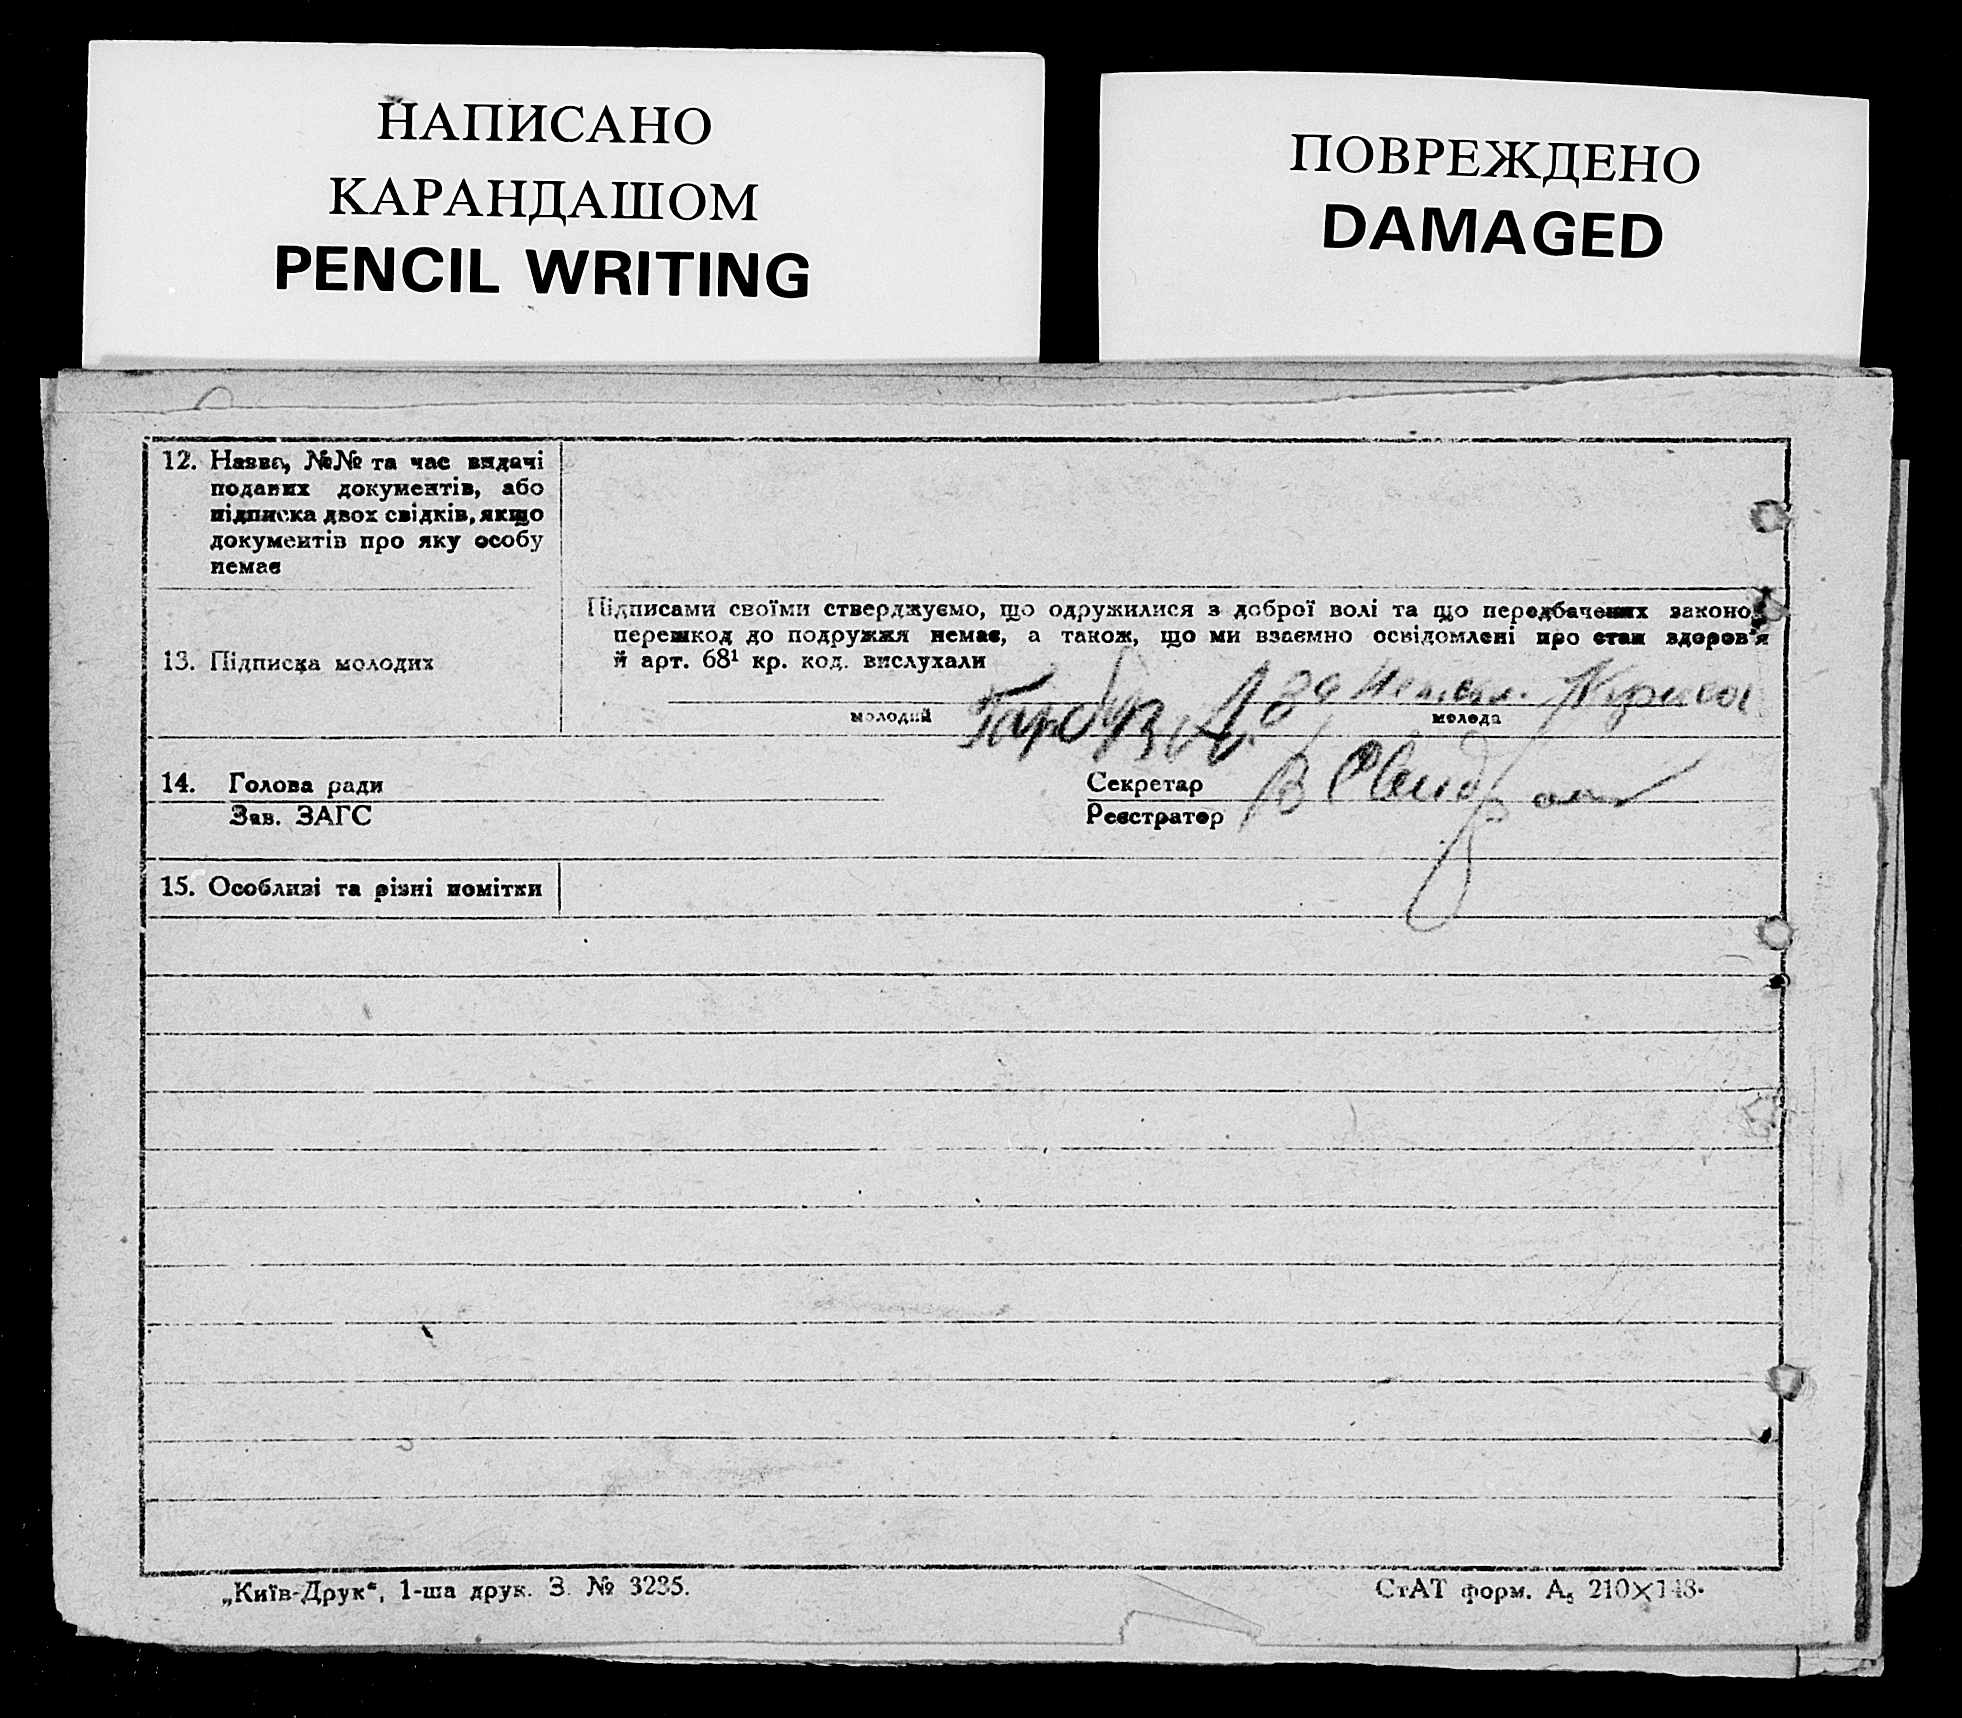 НАПИСАНО
КАРАНДАШОМ
PENCIL WRITING
ПОВРЕЖДЕНО
DAMAGED
12. Назва, №№ та час видачі
поданих документів, або
підписка двох свідків, якщо
документів про яку особу
немає
13. Підписка молодих
Підписами своїми стверджуємо, що одружилися з доброї волі та що передбачених законом
перешкод до подружжя немає, а також, що ми взаємно освідомлені про стан здоров'я
й арт. 68¹ кр. код. вислухали
молодий
Гарбуз
за
молода
14. Голова ради
Зав. ЗАГС
Секретар
Реєстратор
15. Особливі та різні помітки
„Київ-Друк“, 1-ша друк. З. № 3235.
СтАТ форм. А₅ 210×148.